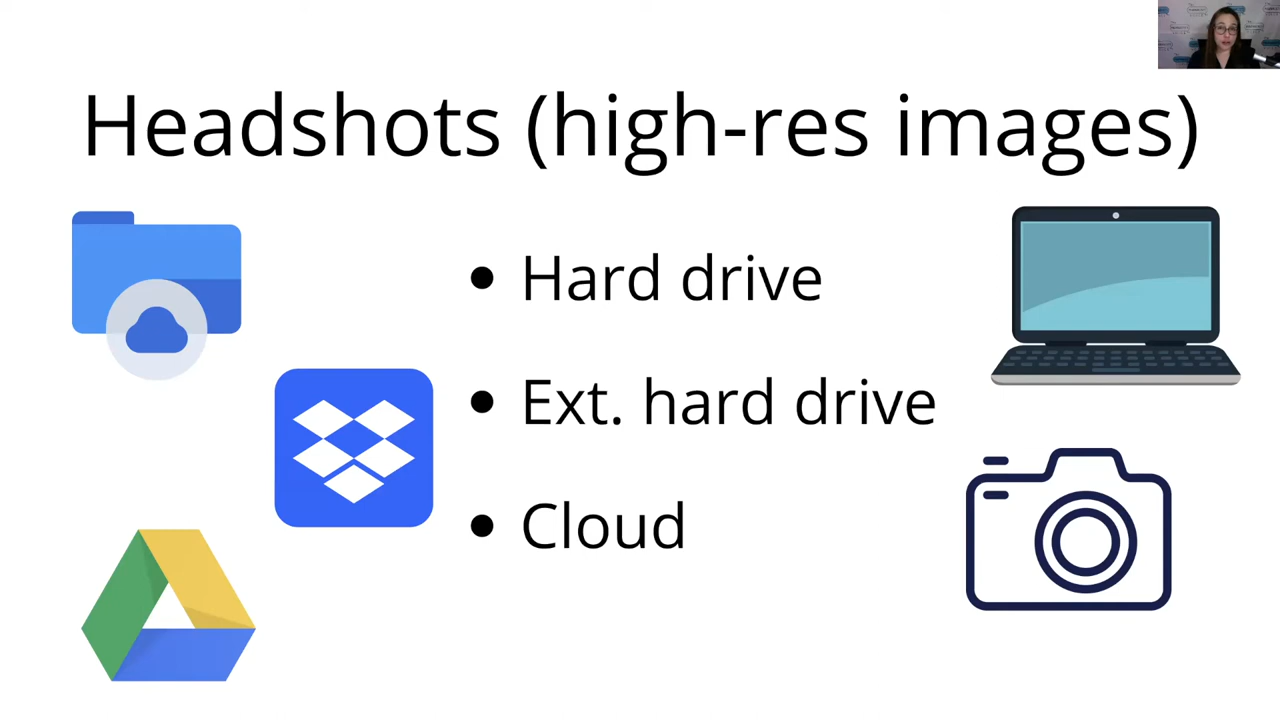 Headshots (high-res images)
• Hard drive
• Ext. hard drive
• Cloud